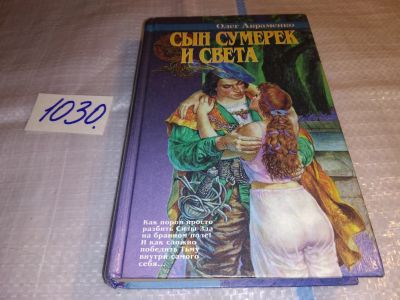 Олег Авраменко
СЫН СУМЕРЕК
И СВЕТА
1030.
Как порой просто
разбить Силы Зла
на бранном поле!
И как сложно
победить Тьму
внутри самого
себя...